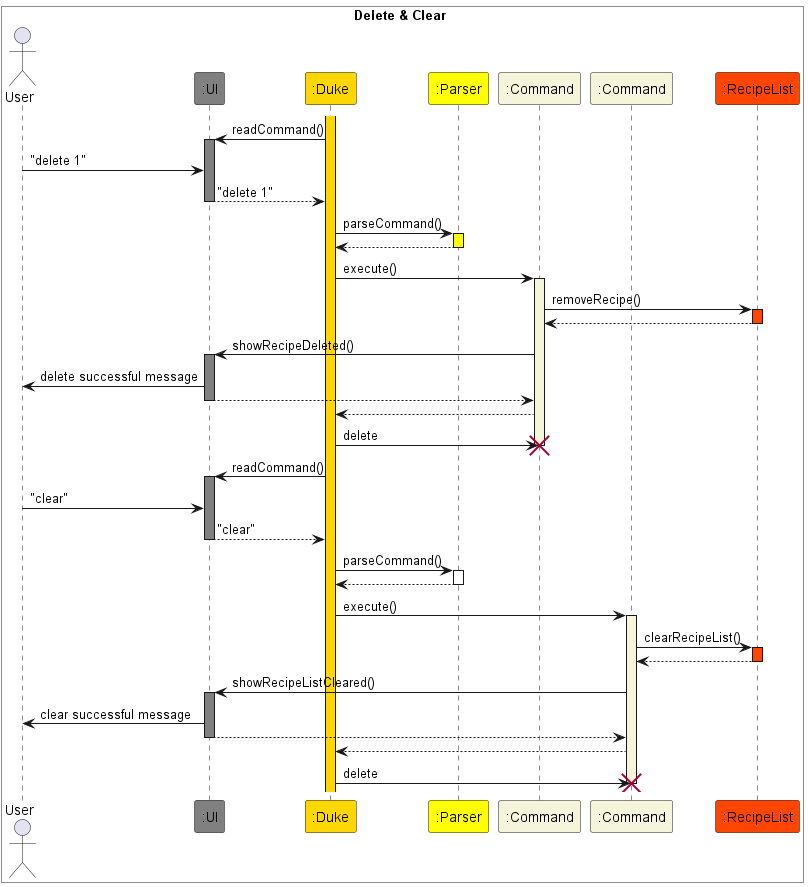 Delete & Clear
User
:UI
:Duke
:Parser
:Command
:Command
:RecipeList
readCommand()
"delete 1"
"delete 1"
parseCommand()
execute()
removeRecipe()
showRecipeDeleted()
delete successful message
delete
readCommand()
"clear"
"clear"
parseCommand()
execute()
clearRecipeList()
showRecipeListCleared()
clear successful message
delete
User
:UI
:Duke
:Parser
:Command
:Command
:RecipeList